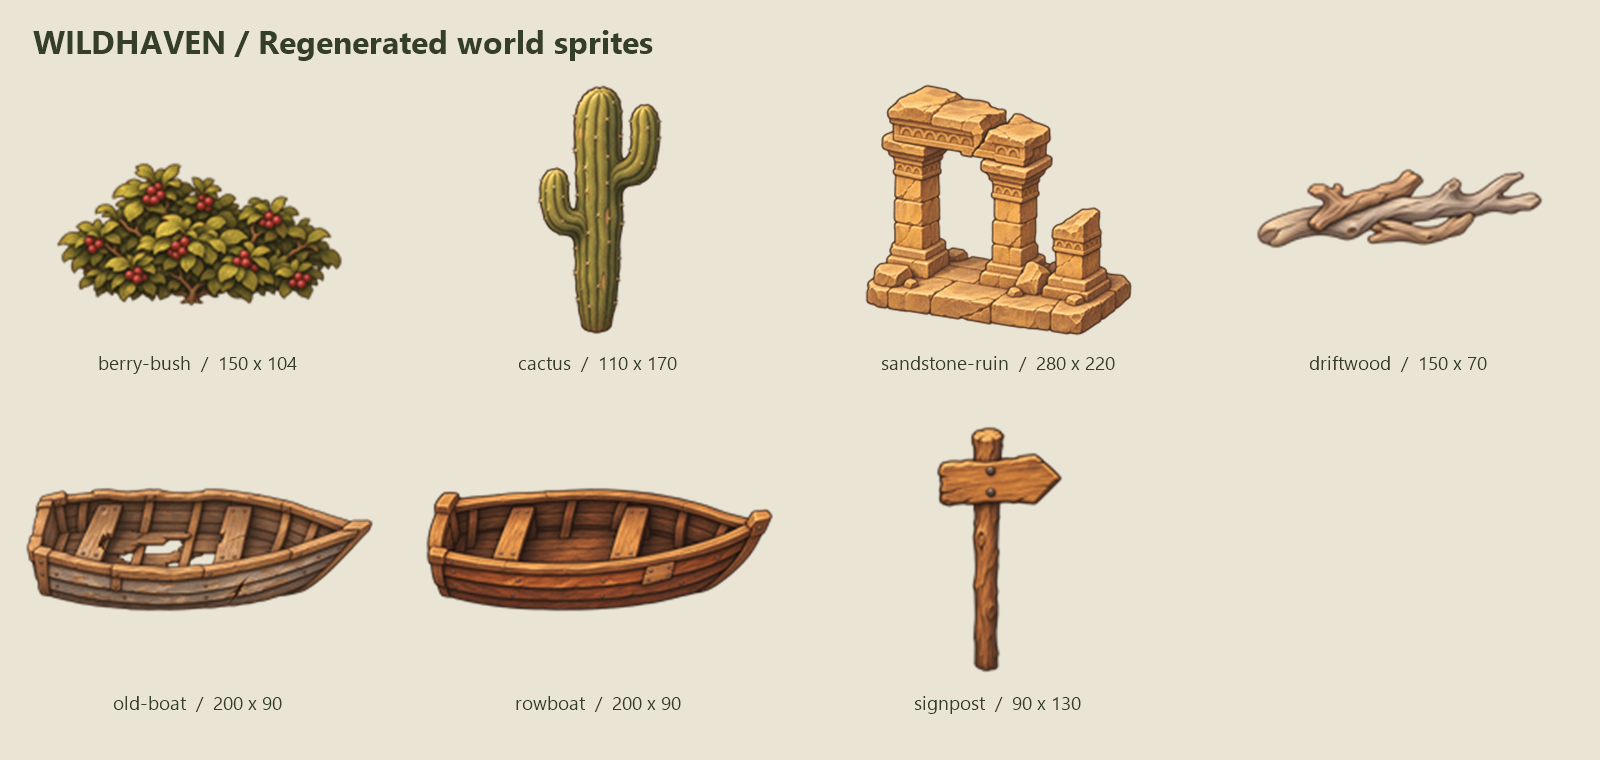 WILDHAVEN / Regenerated world sprites
berry-bush / 150 x 104
cactus / 110 x 170
sandstone-ruin / 280 x 220
driftwood / 150 x 70
old-boat / 200 x 90
rowboat / 200 x 90
signpost / 90 x 130